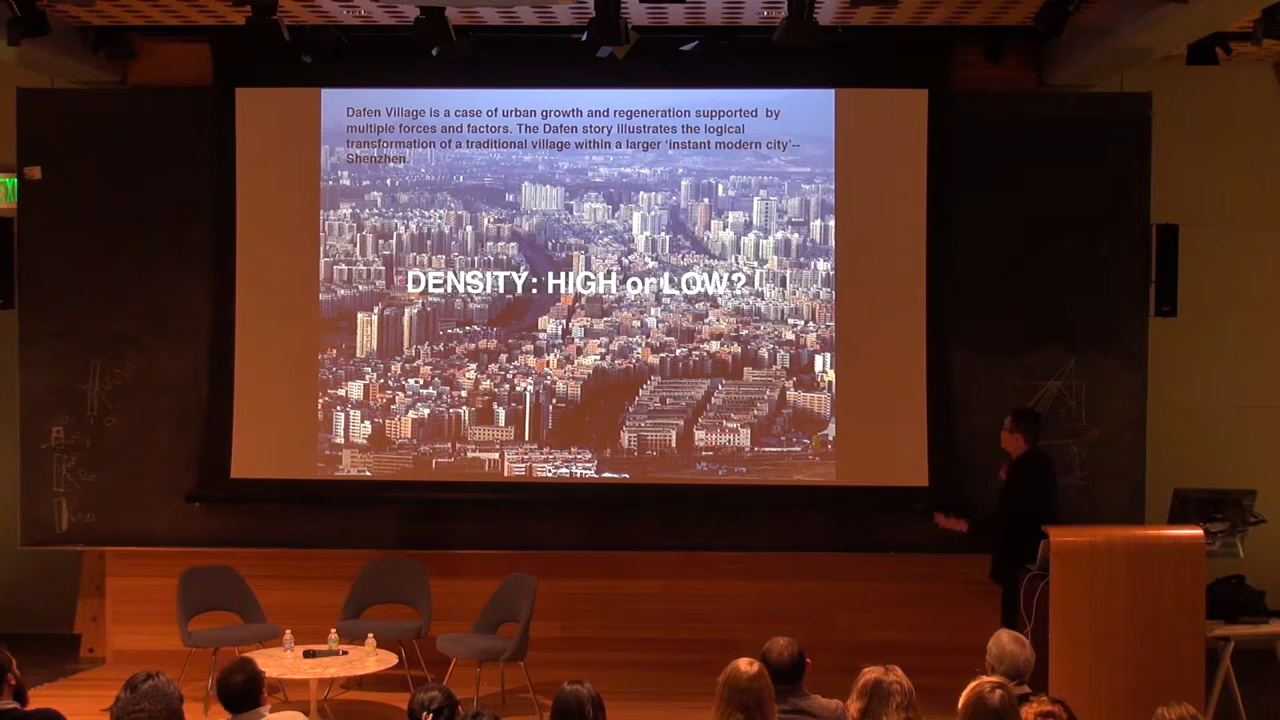 Dafen Village is a case of urban growth and regeneration supported by
multiple forces and factors. The Dafen story illustrates the logical
transformation of a traditional village within a larger ‘instant modern city’--
Shenzhen.
DENSITY: HIGH or LOW?
EXI